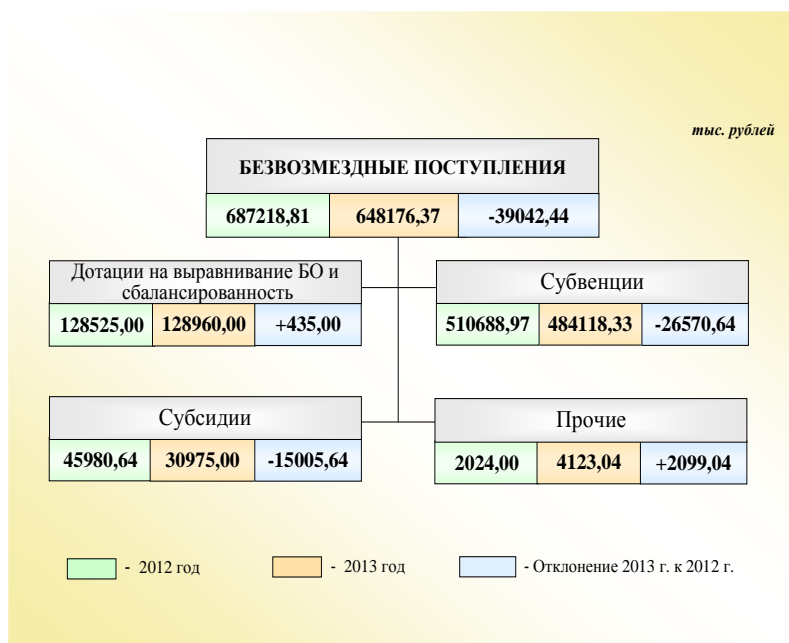 тыс. рублей
БЕЗВОЗМЕЗДНЫЕ ПОСТУПЛЕНИЯ
687218,81 648176,37 -39042,44
Дотации на выравнивание БО и
сбалансированность
128525,00 128960,00 +435,00
Субвенции
510688,97 484118,33 -26570,64
Субсидии
45980,64 30975,00 -15005,64
Прочие
2024,00 4123,04 +2099,04
- 2012 год - 2013 год - Отклонение 2013 г. к 2012 г.